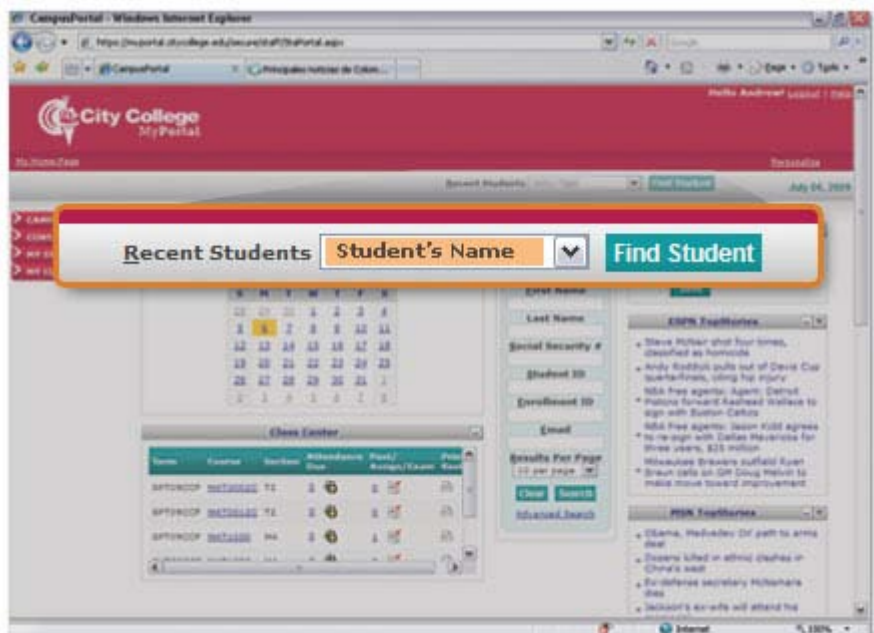 CampusPortal - Windows Internet Explorer
CampusPortal
Hello Andrew! Logout | Help
City College
MyPortal
My Home Page
Personalize
Recent Students
Find Student
July 06, 2009
Recent Students Student's Name Find Student
S M T W T F S
28 29 30 1 2 3 4
5 6 7 8 9 10 11
12 13 14 15 16 17 18
19 20 21 22 23 24 25
26 27 28 29 30 31 1
2 3 4 5 6 7 8
First Name
Last Name
Social Security #
Student ID
Enrollment ID
Email
Results Per Page
10 per page
Clear Search
Advanced Search
Class Center
Term Course Section Attendance Due Post/Assign/Exam
ESPN TopStories
Steve McNair shot four times,
classified as homicide
Andy Roddick pulls out of Davis Cup
quarterfinals, citing hip injury
NBA free agents: Agent: Detroit
Pistons forward Rasheed Wallace to
sign with Boston Celtics
NBA free agents: Jason Kidd agrees
to re-sign with Dallas Mavericks for
three years, $25 million
Milwaukee Brewers outfield Ryan
Braun calls on GM Doug Melvin to
make move toward improvement
MSN TopStories
Obama, Medvedev OK path to arms
deal
Dozens killed in ethnic clashes in
China's west
Ex-defense secretary McNamara
dies
Jackson's ex-wife will attend his
Internet
100%